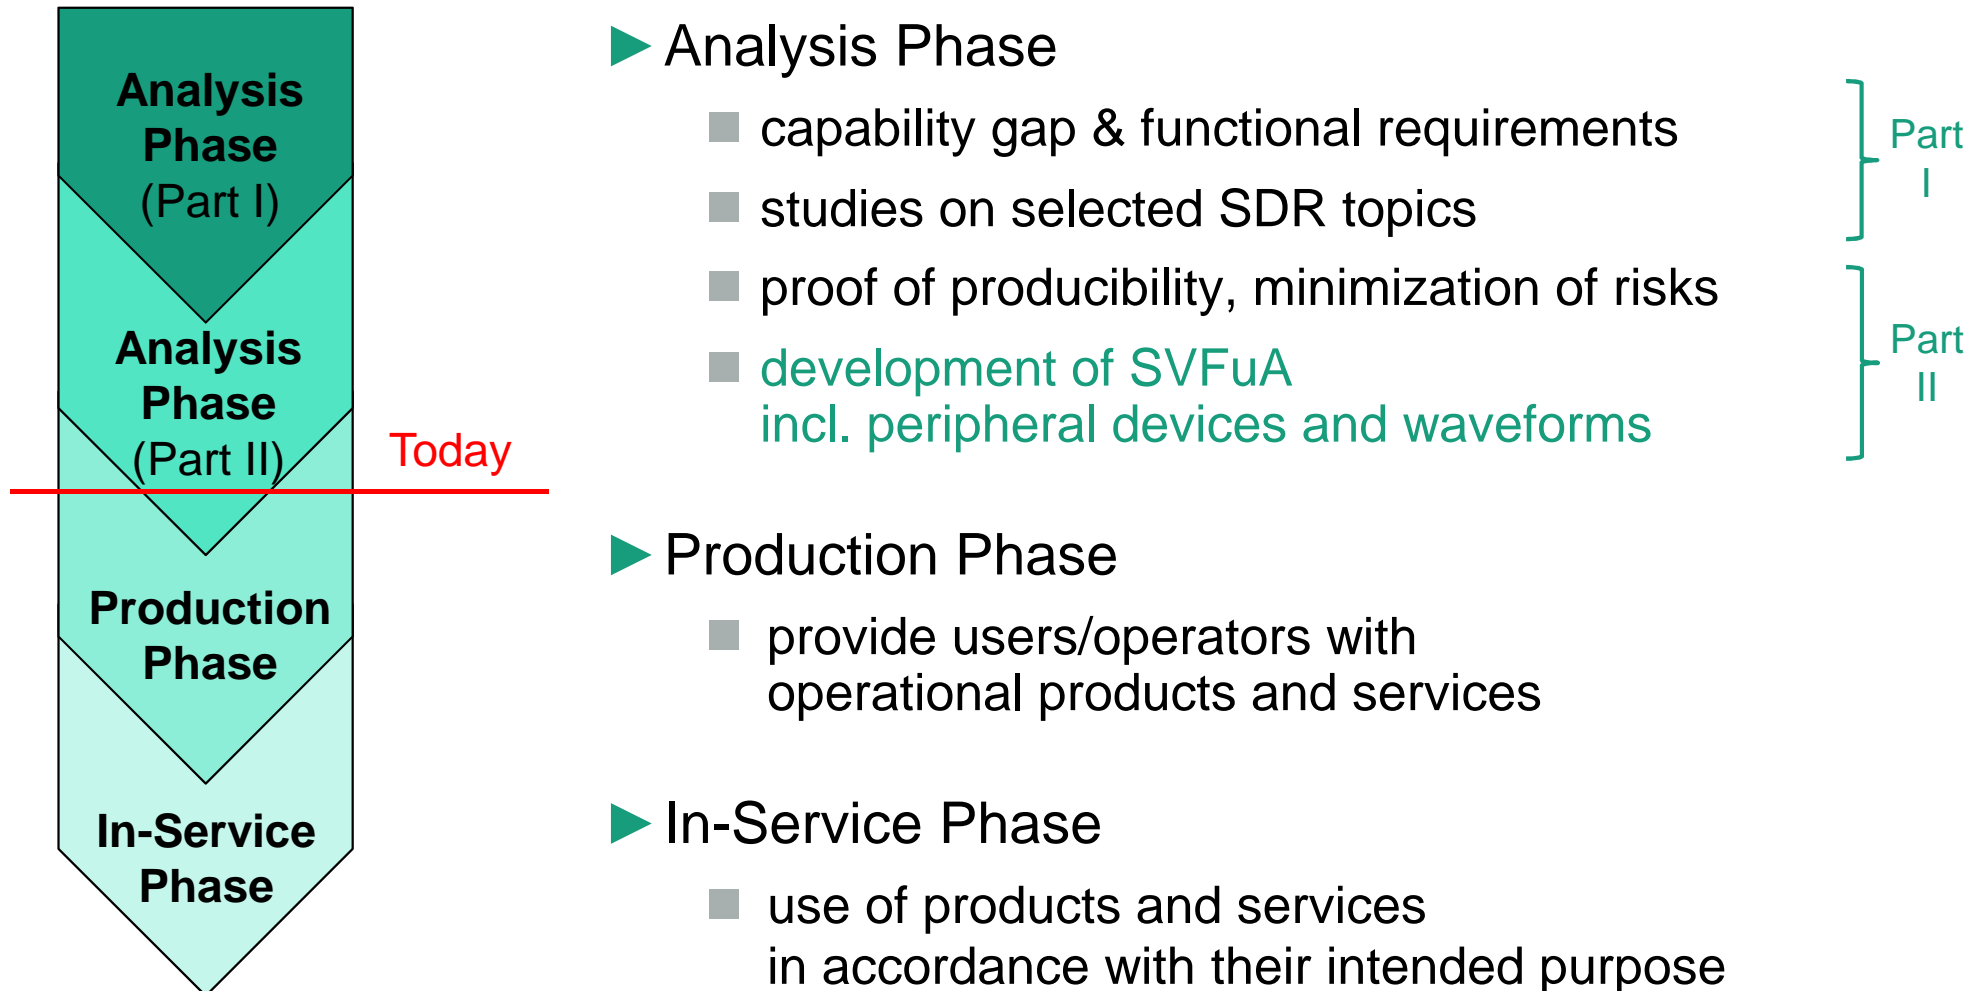 Analysis
Phase
(Part I)
Analysis
Phase
(Part II)
Today
Production
Phase
In-Service
Phase
Analysis Phase
capability gap & functional requirements
studies on selected SDR topics
Part
I
proof of producibility, minimization of risks
development of SVFuA
incl. peripheral devices and waveforms
Part
II
Production Phase
provide users/operators with
operational products and services
In-Service Phase
use of products and services
in accordance with their intended purpose